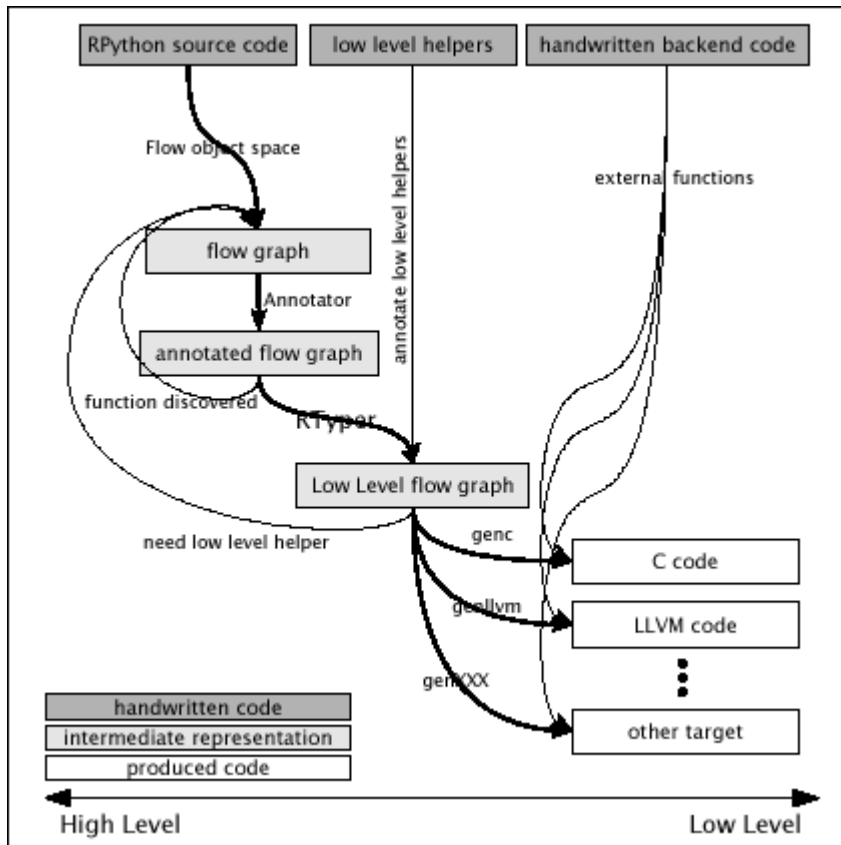 RPython source code
low level helpers
handwritten backend code
Flow object space
annotate low level helpers
external functions
flow graph
Annotator
annotated flow graph
function discovered
RTyper
Low Level flow graph
need low level helper
genc
C code
genllvm
LLVM code
genXXX
other target
handwritten code
intermediate representation
produced code
High Level
Low Level